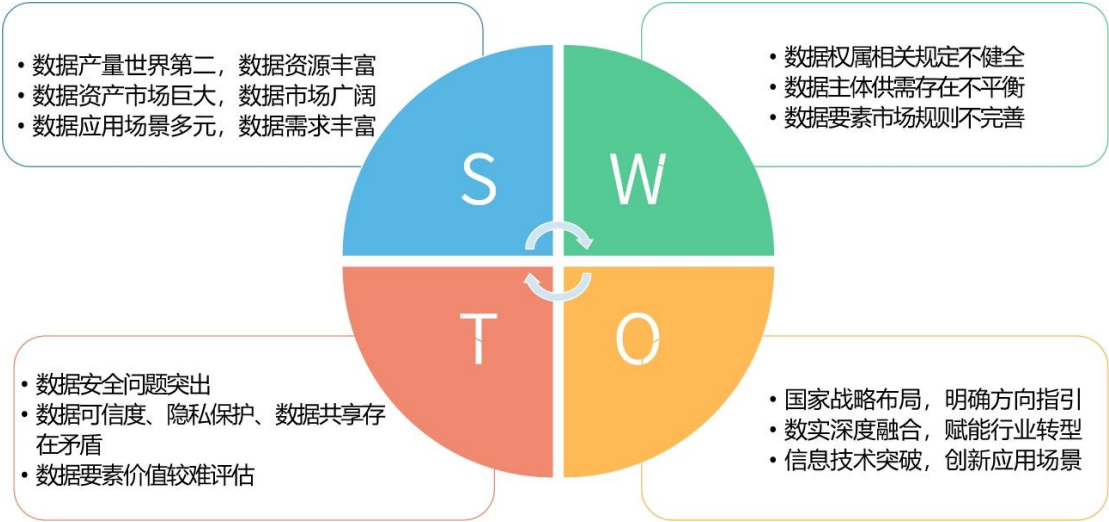 • 数据产量世界第二，数据资源丰富
• 数据资产市场巨大，数据市场广阔
• 数据应用场景多元，数据需求丰富
• 数据权属相关规定不健全
• 数据主体供需存在不平衡
• 数据要素市场规则不完善
S
W
T
O
• 数据安全问题突出
• 数据可信度、隐私保护、数据共享存
在矛盾
• 数据要素价值较难评估
• 国家战略布局，明确方向指引
• 数实深度融合，赋能行业转型
• 信息技术突破，创新应用场景